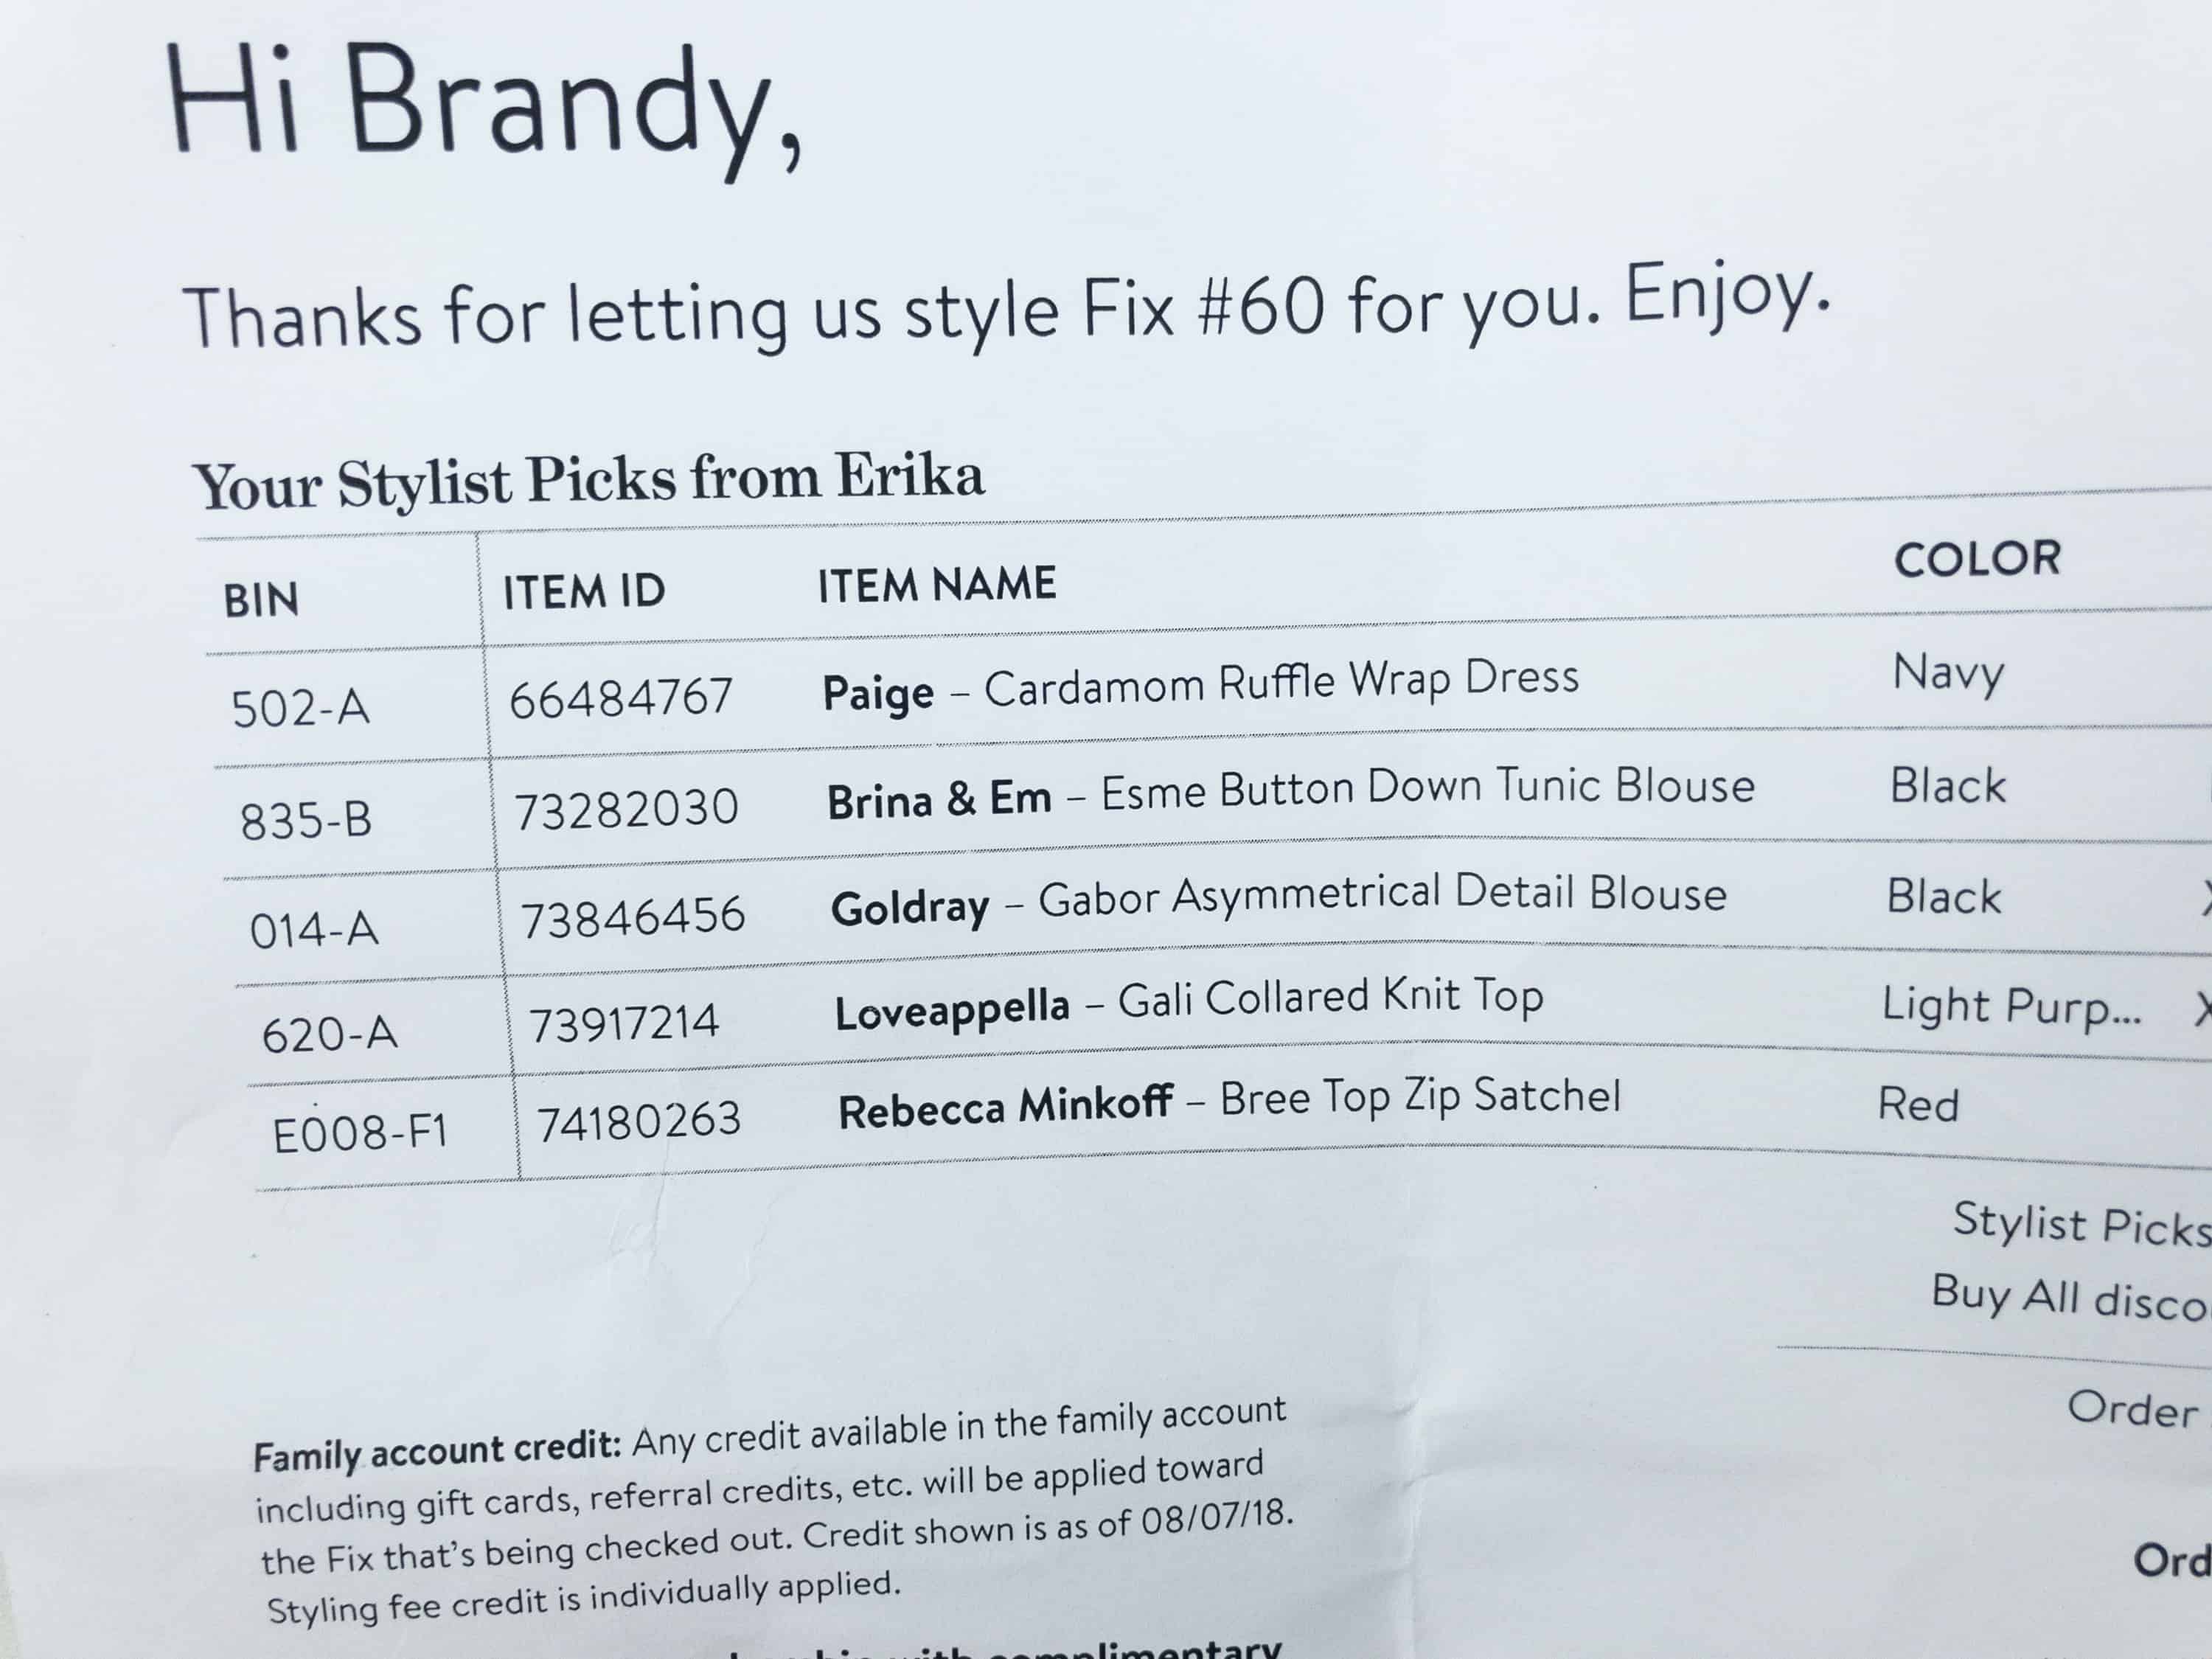 Hi Brandy,
Thanks for letting us style Fix #60 for you. Enjoy.
Your Stylist Picks from Erika
BIN ITEM ID ITEM NAME COLOR
502-A 66484767 Paige – Cardamom Ruffle Wrap Dress Navy
835-B 73282030 Brina & Em – Esme Button Down Tunic Blouse Black
014-A 73846456 Goldray – Gabor Asymmetrical Detail Blouse Black
620-A 73917214 Loveappella – Gali Collared Knit Top Light Purp...
E008-F1 74180263 Rebecca Minkoff – Bree Top Zip Satchel Red
Stylist Picks
Buy All
Order
Family account credit: Any credit available in the family account
including gift cards, referral credits, etc. will be applied toward
the Fix that's being checked out. Credit shown is as of 08/07/18.
Styling fee credit is individually applied.
with complimentary